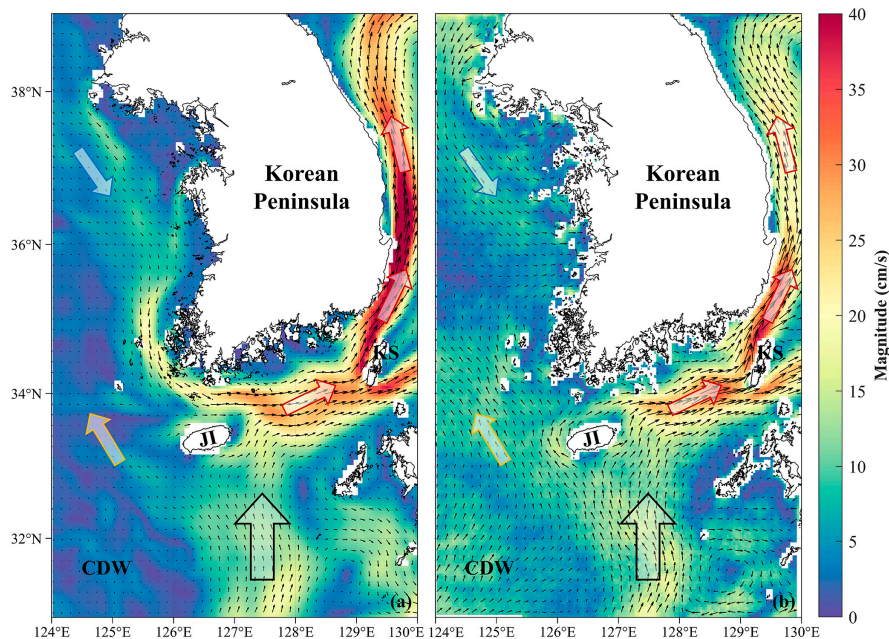 38°N
36°N
34°N
32°N
Korean
Peninsula
KS
JI
CDW
(a)
124°E
125°E
126°E
127°E
128°E
129°E
130°E
Korean
Peninsula
KS
JI
CDW
(b)
124°E
125°E
126°E
127°E
128°E
129°E
130°E
40
35
30
25
20
15
10
5
0
Magnitude (cm/s)